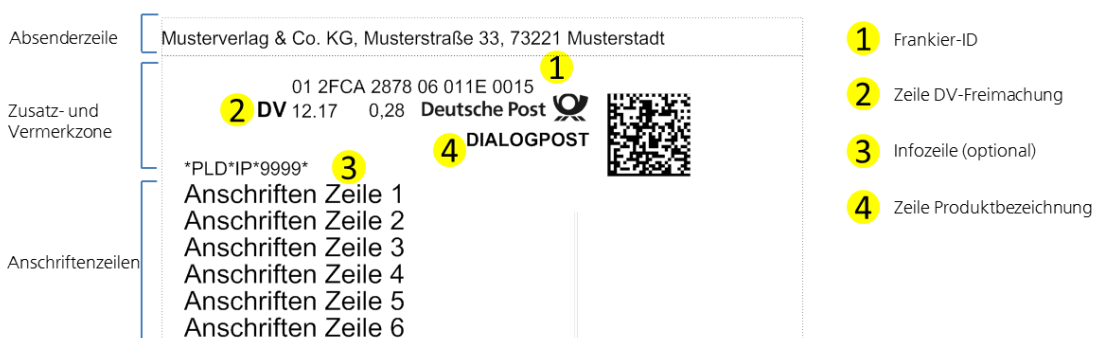 Absenderzeile
Musterverlag & Co. KG, Musterstraße 33, 73221 Musterstadt
Zusatz- und
Vermerkzone
01 2FCA 2878 06 011E 0015
1
2 DV 12.17 0,28 Deutsche Post
4 DIALOGPOST
*PLD*IP*9999* 3
Anschriftenzeilen
Anschriften Zeile 1
Anschriften Zeile 2
Anschriften Zeile 3
Anschriften Zeile 4
Anschriften Zeile 5
Anschriften Zeile 6
1 Frankier-ID
2 Zeile DV-Freimachung
3 Infozeile (optional)
4 Zeile Produktbezeichnung